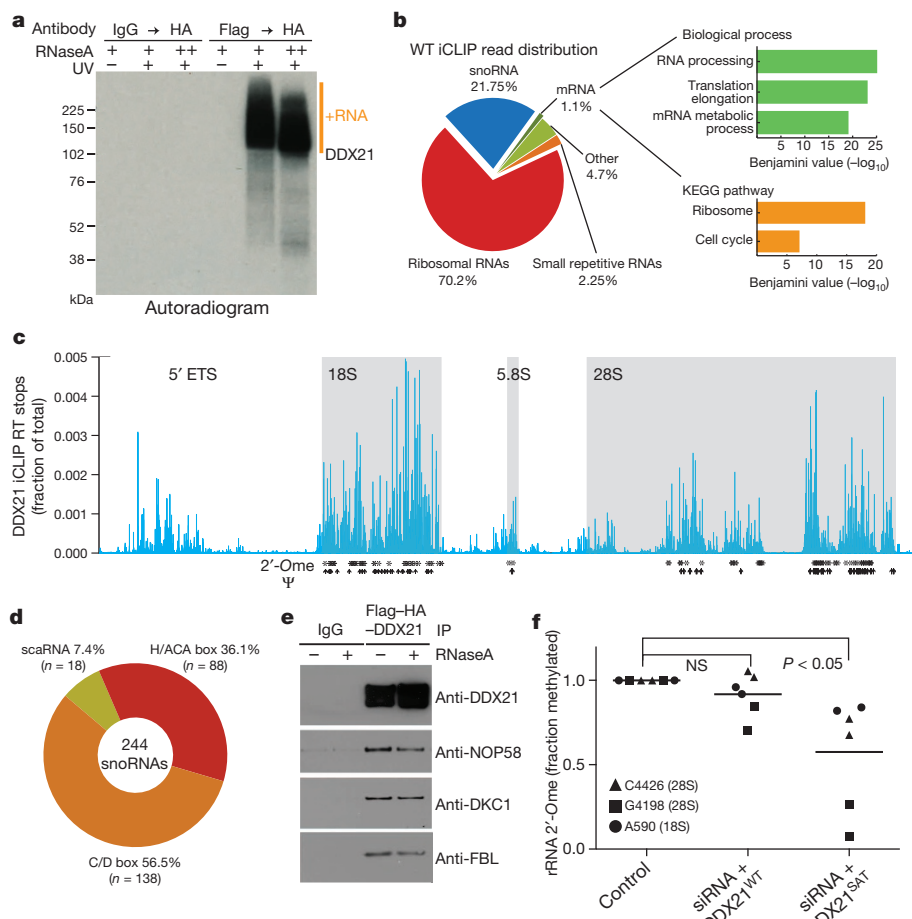 a
Antibody IgG → HA Flag → HA
RNaseA + + ++ + + ++
UV − + + − + +
225
150
102
76
52
38
kDa
+RNA
DDX21
Autoradiogram
b
WT iCLIP read distribution
snoRNA
21.75%
mRNA
1.1%
Other
4.7%
Small repetitive RNAs
2.25%
Ribosomal RNAs
70.2%
Biological process
RNA processing
Translation
elongation
mRNA metabolic
process
5 10 15 20 25
Benjamini value (−log10)
KEGG pathway
Ribosome
Cell cycle
5 10 15 20
Benjamini value (−log10)
c
DDX21 iCLIP RT stops
(fraction of total)
0.005
0.004
0.003
0.002
0.001
0.000
5′ ETS
18S
5.8S
28S
2′-Ome
Ψ
d
scaRNA 7.4%
(n = 18)
H/ACA box 36.1%
(n = 88)
244
snoRNAs
C/D box 56.5%
(n = 138)
e
IgG
Flag–HA
–DDX21
IP
− + − + RNaseA
Anti-DDX21
Anti-NOP58
Anti-DKC1
Anti-FBL
f
rRNA 2′-Ome (fraction methylated)
1.0
0.5
0.0
NS
P < 0.05
C4426 (28S)
G4198 (28S)
A590 (18S)
Control
siRNA +
DDX21WT
siRNA +
DX21SAT